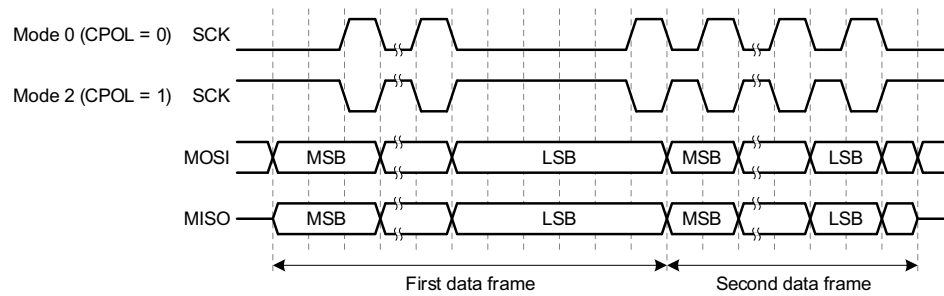 Mode 0 (CPOL = 0) SCK
Mode 2 (CPOL = 1) SCK
MOSI MSB LSB MSB LSB
MISO MSB LSB MSB LSB
First data frame Second data frame